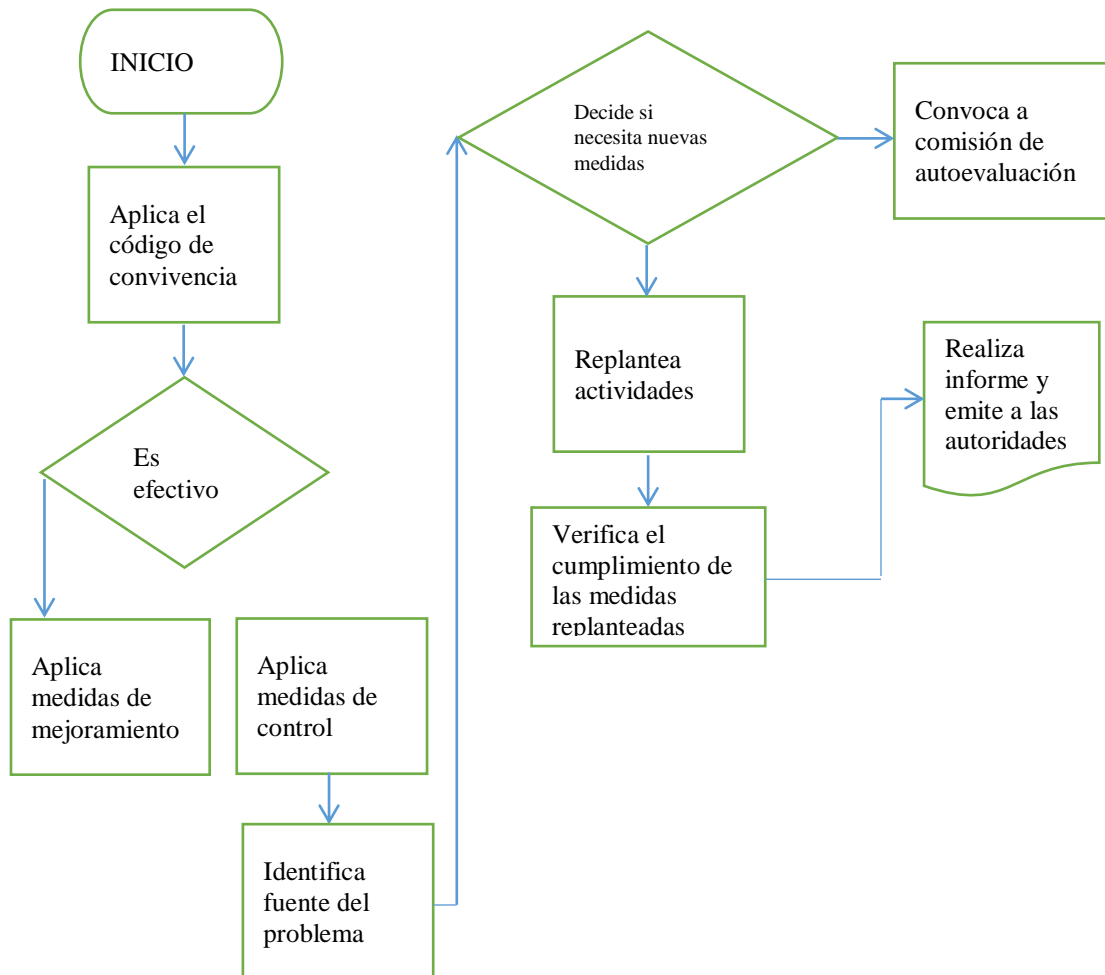 INICIO
Aplica el
código de
convivencia
Es
efectivo
Aplica
medidas de
mejoramiento
Aplica
medidas de
control
Identifica
fuente del
problema
Decide si
necesita nuevas
medidas
Convoca a
comisión de
autoevaluación
Replantea
actividades
Verifica el
cumplimiento de
las medidas
replanteadas
Realiza
informe y
emite a las
autoridades